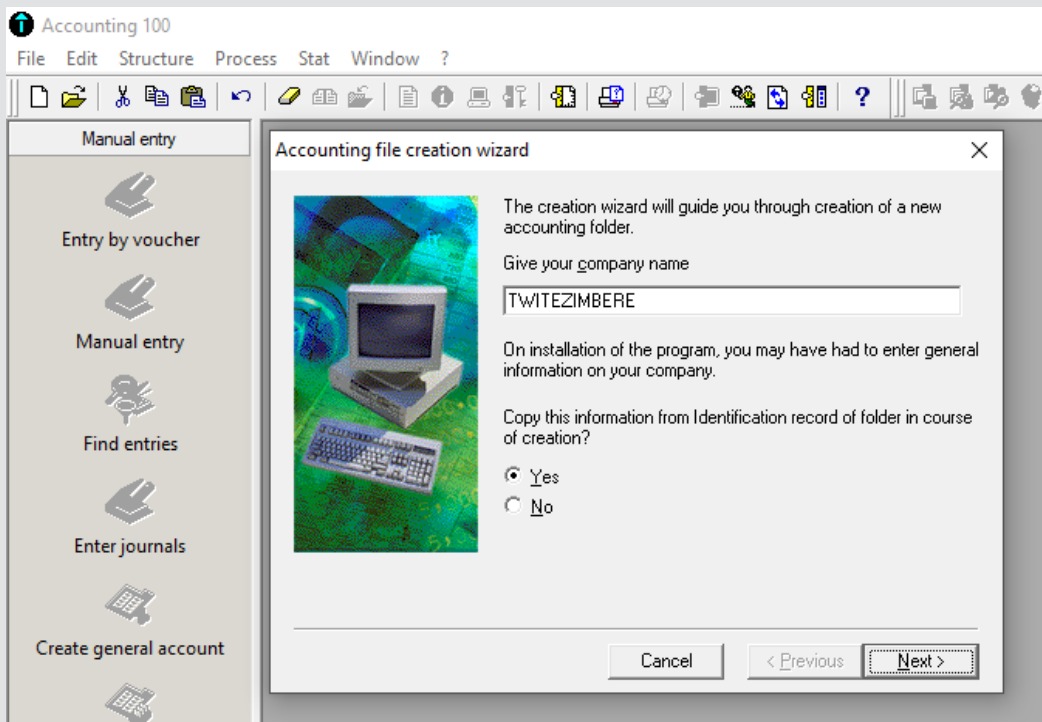 Accounting 100
File Edit Structure Process Stat Window ?
Manual entry
Entry by voucher
Manual entry
Find entries
Enter journals
Create general account
Accounting file creation wizard
The creation wizard will guide you through creation of a new
accounting folder.
Give your company name
TWITEZIMBERE
On installation of the program, you may have had to enter general
information on your company.
Copy this information from Identification record of folder in course
of creation?
Yes
No
Cancel < Previous Next >